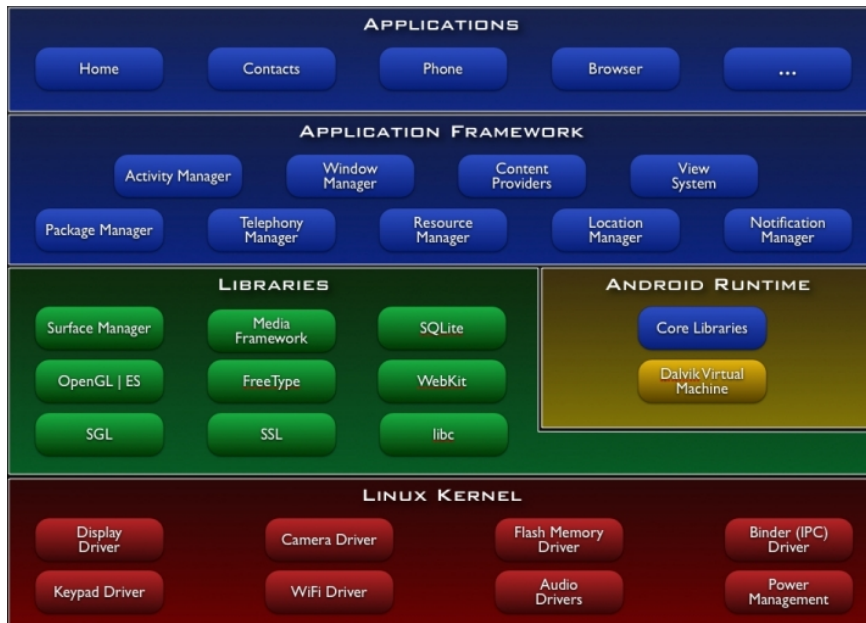 APPLICATIONS
Home
Contacts
Phone
Browser
...
APPLICATION FRAMEWORK
Activity Manager
Window
Manager
Content
Providers
View
System
Package Manager
Telephony
Manager
Resource
Manager
Location
Manager
Notification
Manager
LIBRARIES
Surface Manager
Media
Framework
SQLite
OpenGL | ES
FreeType
WebKit
SGL
SSL
libc
ANDROID RUNTIME
Core Libraries
Dalvik Virtual
Machine
LINUX KERNEL
Display
Driver
Camera Driver
Flash Memory
Driver
Binder (IPC)
Driver
Keypad Driver
WiFi Driver
Audio
Drivers
Power
Management